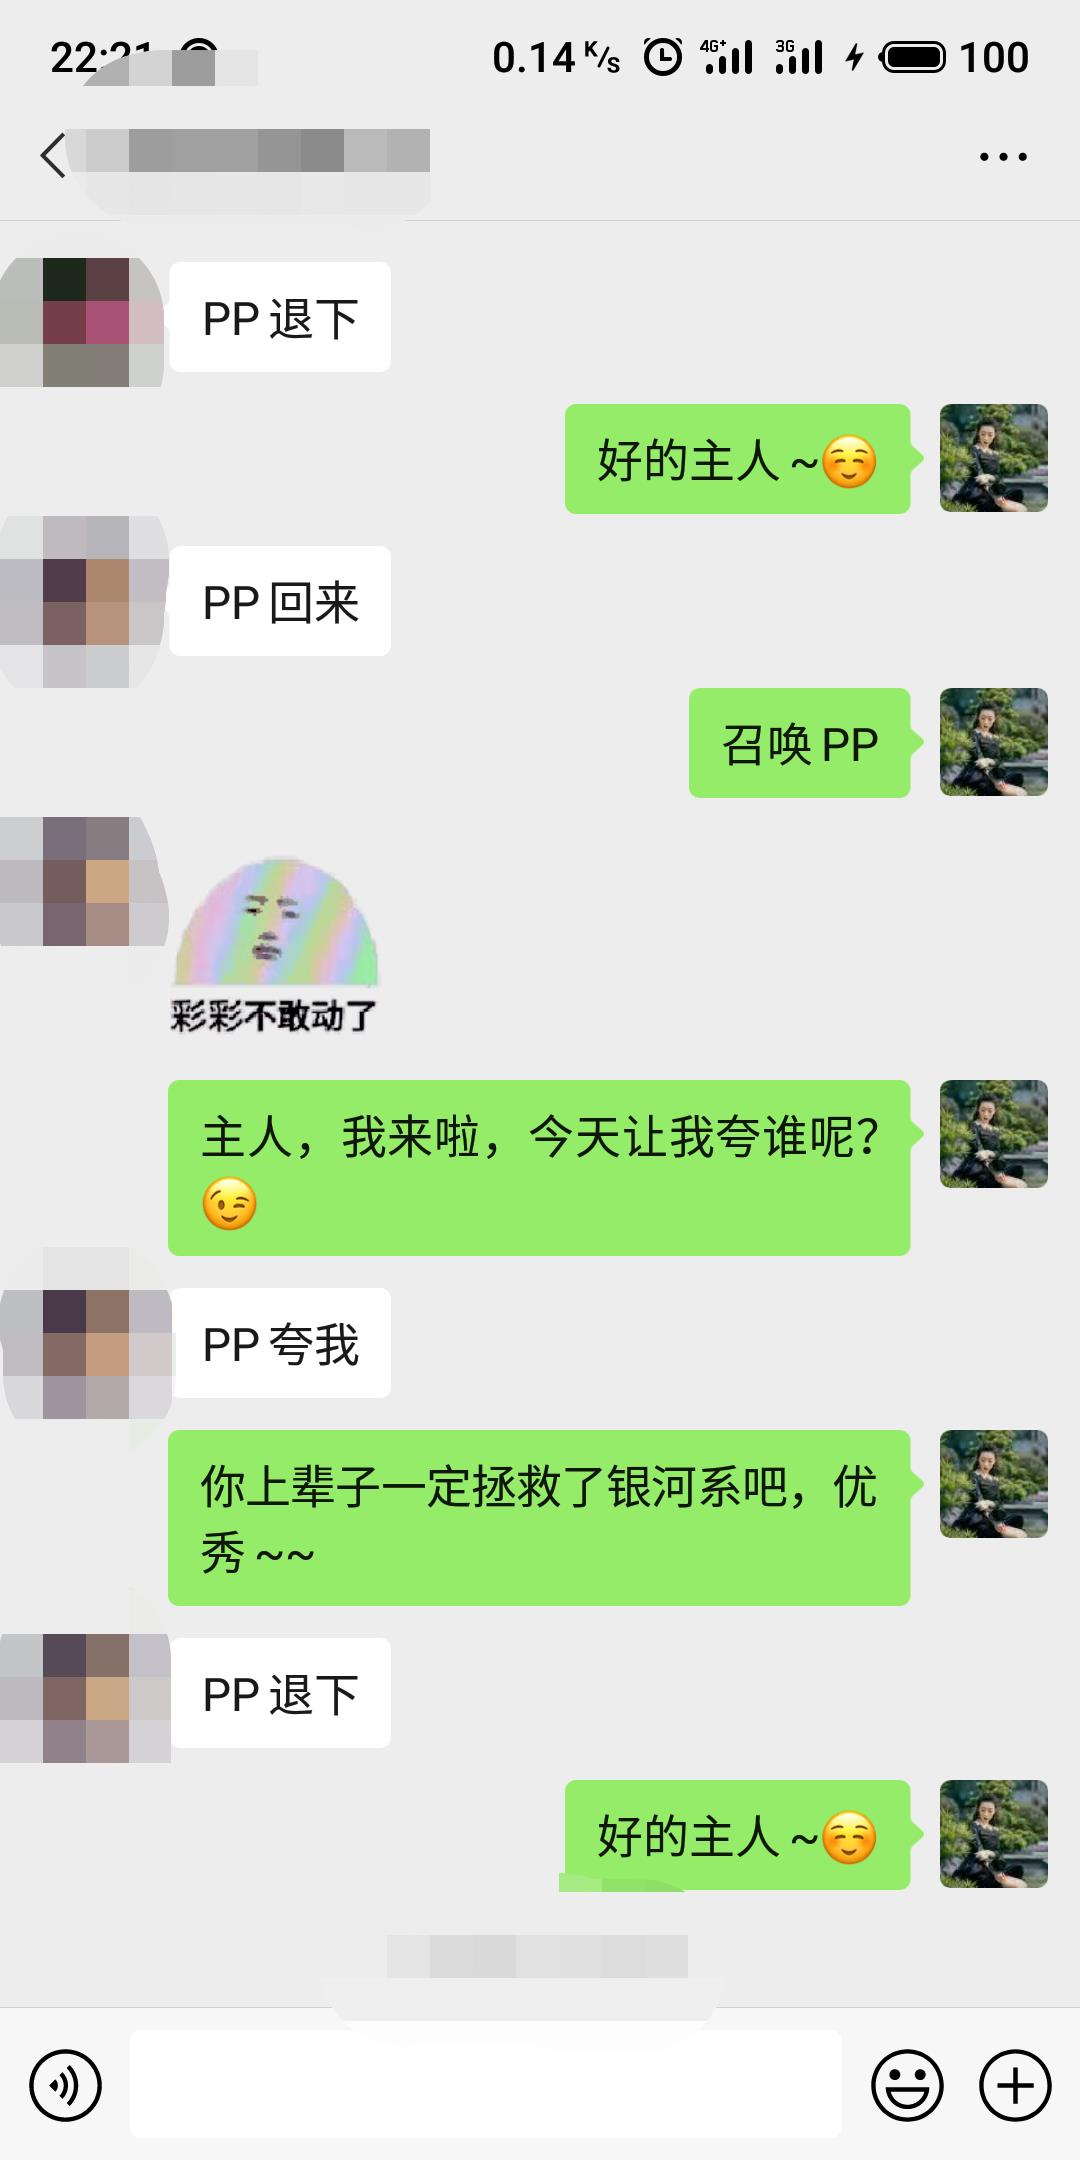 0.14 K/s 4G+ 3G 100
PP 退下
好的主人 ~☺️
PP 回来
召唤 PP
彩彩不敢动了
主人，我来啦，今天让我夸谁呢？
😉
PP 夸我
你上辈子一定拯救了银河系吧，优
秀 ~~
PP 退下
好的主人 ~☺️